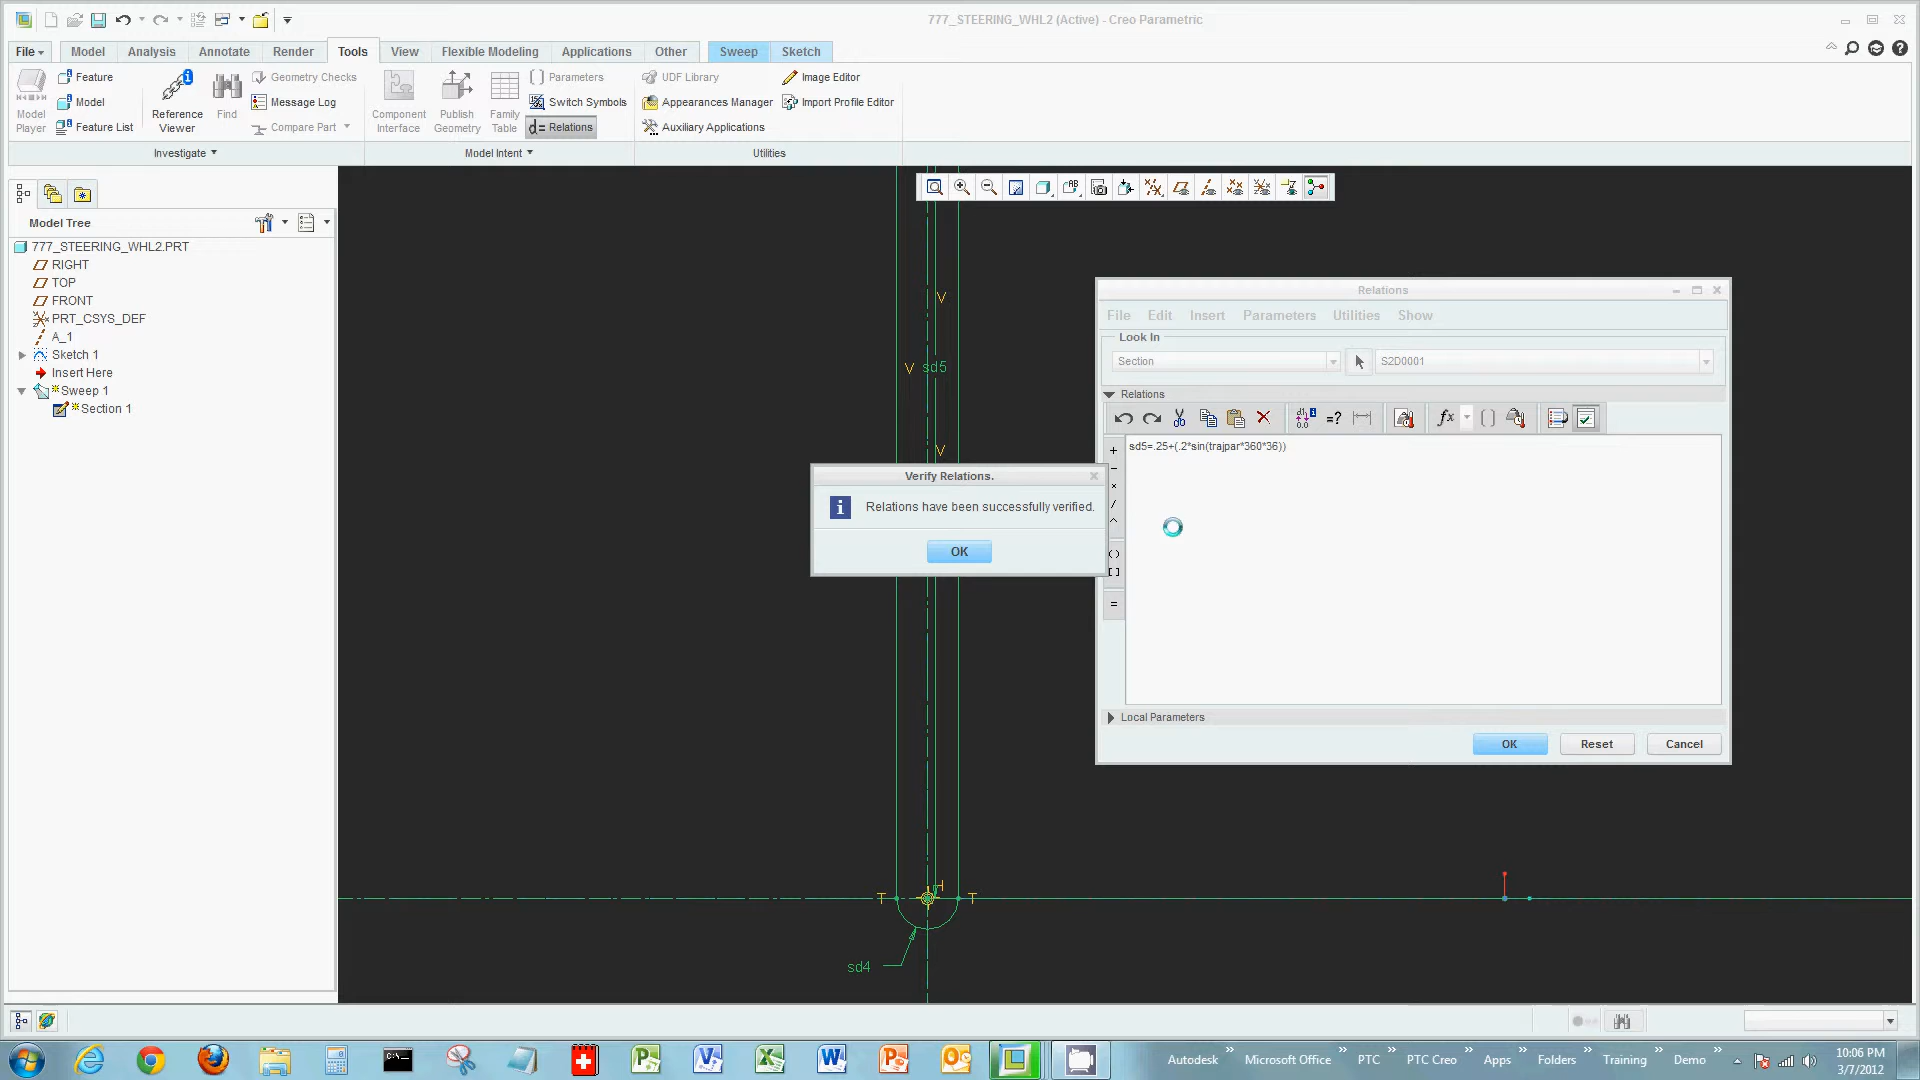 777_STEERING_WHL2 (Active) - Creo Parametric
File Model Analysis Annotate Render Tools View Flexible Modeling Applications Other Sweep Sketch
Model Player
Feature
Model
Feature List
Reference Viewer
Find
Geometry Checks
Message Log
Compare Part
Component Interface
Publish Geometry
Family Table
Parameters
Switch Symbols
d= Relations
UDF Library
Appearances Manager
Auxiliary Applications
Image Editor
Import Profile Editor
Investigate
Model Intent
Utilities
Model Tree
777_STEERING_WHL2.PRT
RIGHT
TOP
FRONT
PRT_CSYS_DEF
A_1
Sketch 1
Insert Here
Sweep 1
Section 1
V
V sd5
V
T
T
sd4
Relations
File Edit Insert Parameters Utilities Show
Look In
Section
S2D0001
Relations
sd5=.25+(.2*sin(trajpar*360*36))
+
-
×
/
^
()
[]
=
Local Parameters
OK Reset Cancel
Verify Relations.
Relations have been successfully verified.
OK
Autodesk » Microsoft Office » PTC » PTC Creo » Apps » Folders » Training » Demo »
10:06 PM
3/7/2012